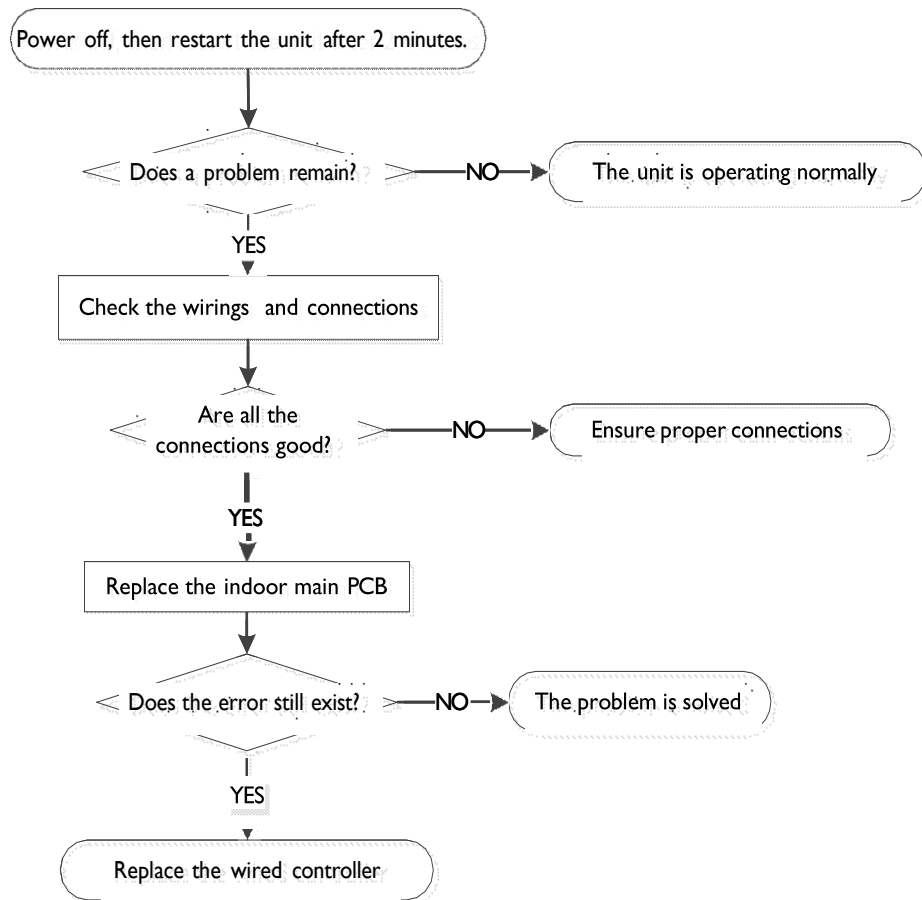 Power off, then restart the unit after 2 minutes.
Does a problem remain?
NO
The unit is operating normally
YES
Check the wirings and connections
Are all the
connections good?
NO
Ensure proper connections
YES
Replace the indoor main PCB
Does the error still exist?
NO
The problem is solved
YES
Replace the wired controller